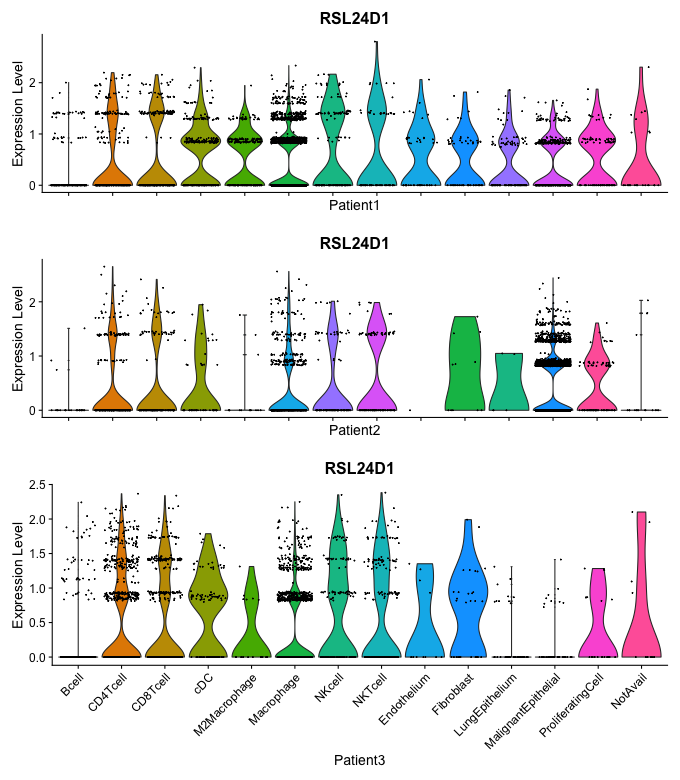 RSL24D1
Expression Level
2
1
0
Patient1
RSL24D1
Expression Level
2
1
0
Patient2
RSL24D1
Expression Level
2.5
2.0
1.5
1.0
0.5
0.0
Bcell
CD4Tcell
CD8Tcell
cDC
M2Macrophage
Macrophage
NKcell
NKTcell
Endothelium
Fibroblast
LungEpithelium
MalignantEpithelial
ProliferatingCell
NotAvail
Patient3